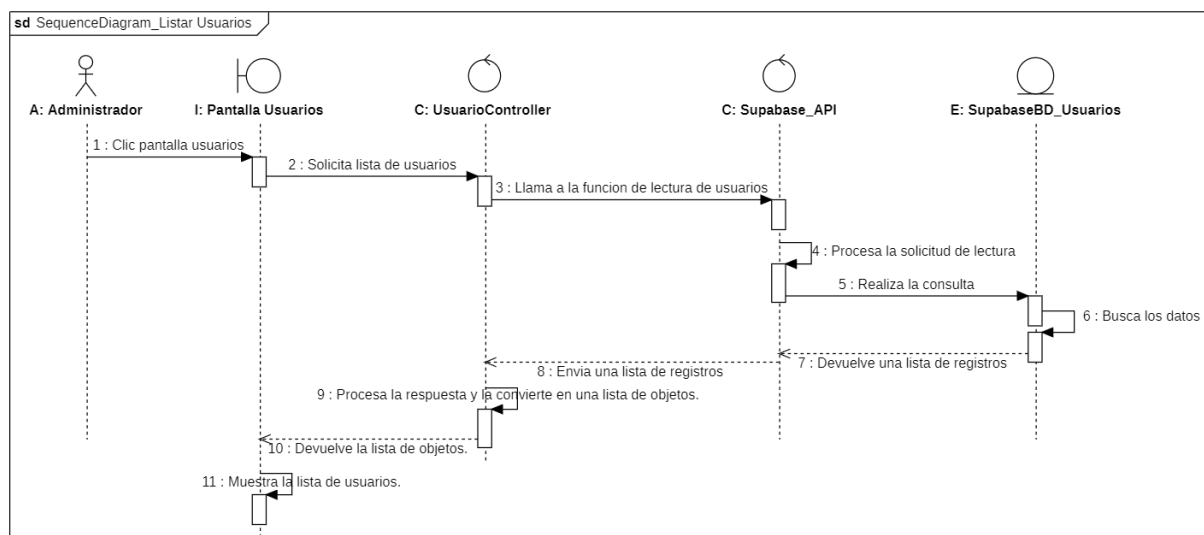 sd SequenceDiagram_Listar Usuarios
A: Administrador
I: Pantalla Usuarios
C: UsuarioController
C: Supabase_API
E: SupabaseBD_Usuarios
1 : Clic pantalla usuarios
2 : Solicita lista de usuarios
3 : Llama a la funcion de lectura de usuarios
4 : Procesa la solicitud de lectura
5 : Realiza la consulta
6 : Busca los datos
7 : Devuelve una lista de registros
8 : Envia una lista de registros
9 : Procesa la respuesta y la convierte en una lista de objetos.
10 : Devuelve la lista de objetos.
11 : Muestra la lista de usuarios.